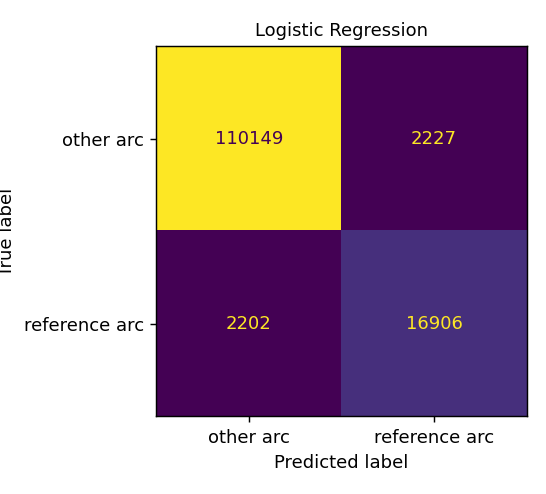 Logistic Regression
other arc
110149
2227
True label
reference arc
2202
16906
other arc
reference arc
Predicted label